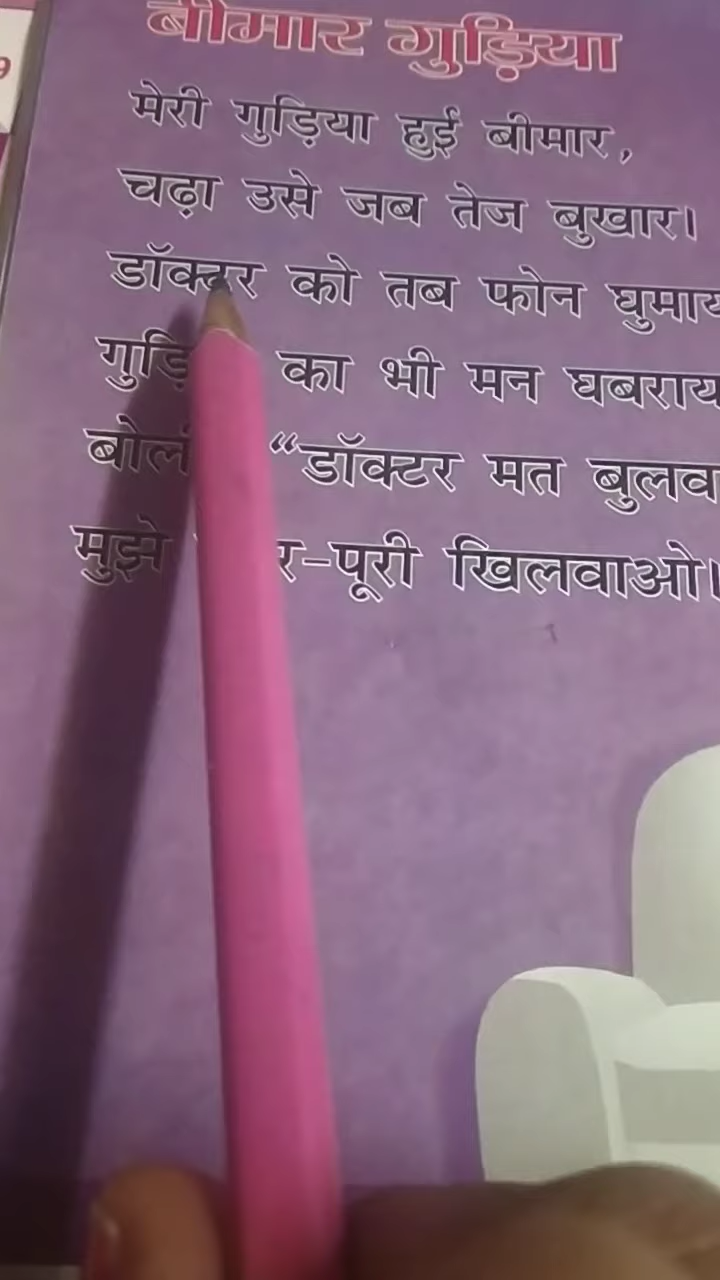 बीमार गुड़िया
मेरी गुड़िया हुई बीमार,
चढ़ा उसे जब तेज बुखार।
डॉक्टर को तब फोन
का भी मन
“डॉक्टर मत
मुझे पूरी खिलवाओ।